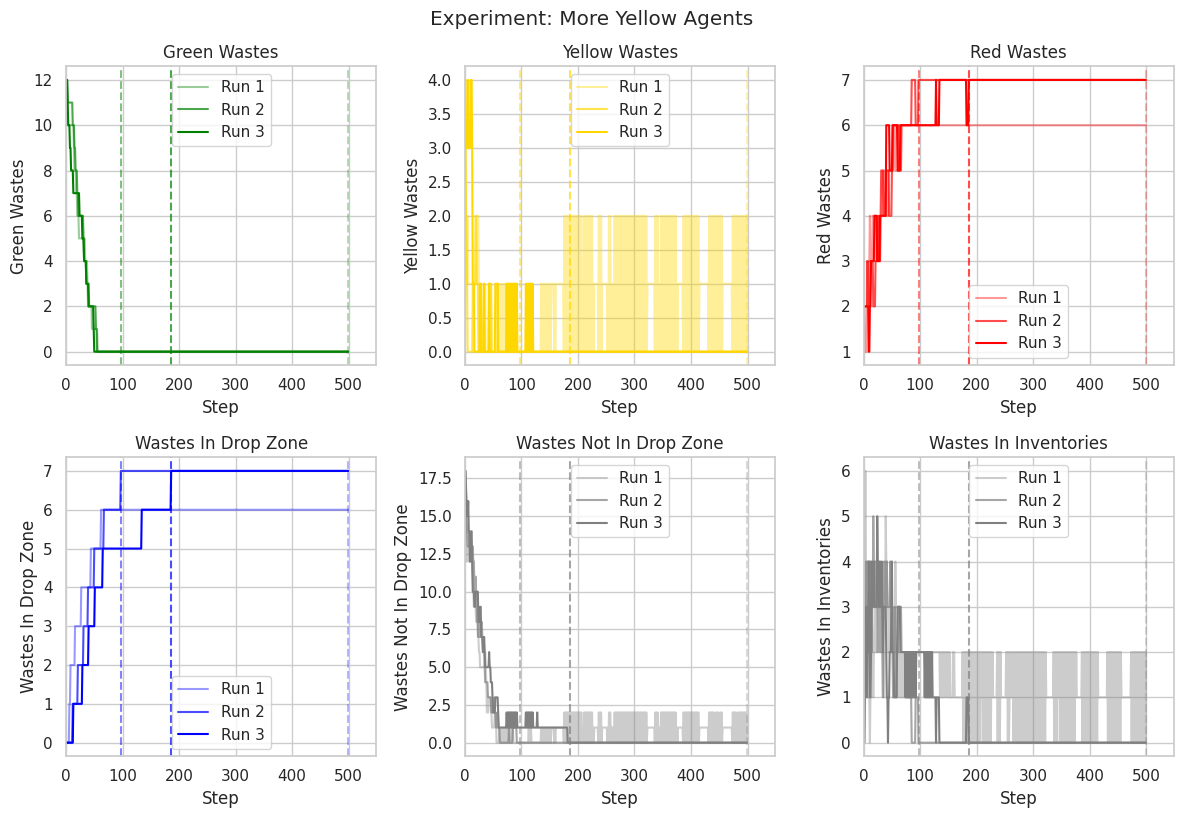 Experiment: More Yellow Agents
Green Wastes
Green Wastes
12
10
8
6
4
2
0
Run 1
Run 2
Run 3
0 100 200 300 400 500
Step
Yellow Wastes
Yellow Wastes
4.0
3.5
3.0
2.5
2.0
1.5
1.0
0.5
0.0
Run 1
Run 2
Run 3
0 100 200 300 400 500
Step
Red Wastes
Red Wastes
7
6
5
4
3
2
1
Run 1
Run 2
Run 3
0 100 200 300 400 500
Step
Wastes In Drop Zone
Wastes In Drop Zone
7
6
5
4
3
2
1
0
Run 1
Run 2
Run 3
0 100 200 300 400 500
Step
Wastes Not In Drop Zone
Wastes Not In Drop Zone
17.5
15.0
12.5
10.0
7.5
5.0
2.5
0.0
Run 1
Run 2
Run 3
0 100 200 300 400 500
Step
Wastes In Inventories
Wastes In Inventories
6
5
4
3
2
1
0
Run 1
Run 2
Run 3
0 100 200 300 400 500
Step